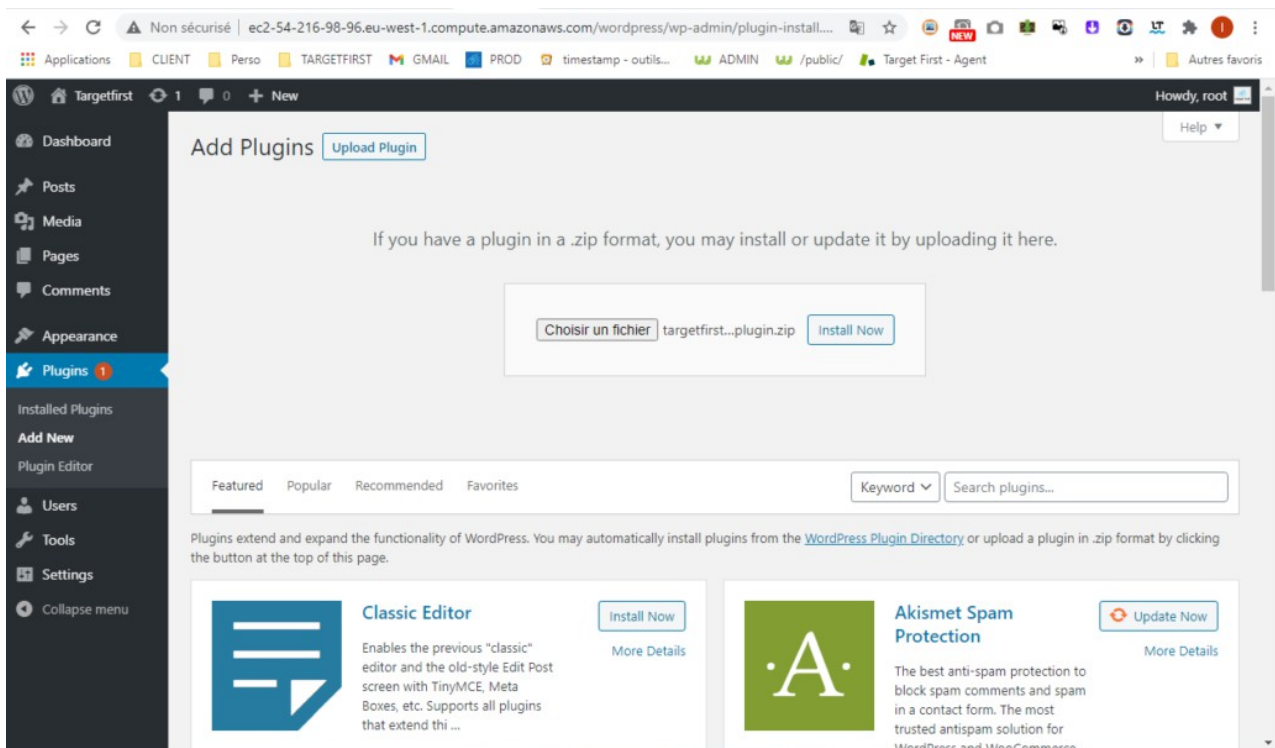 Non sécurisé | ec2-54-216-98-96.eu-west-1.compute.amazonaws.com/wordpress/wp-admin/plugin-install....
NEW
LT
I
Applications CLIENT Perso TARGETFIRST GMAIL PROD timestamp - outils... ADMIN /public/ Target First - Agent » Autres favoris
Targetfirst 1 0 + New Howdy, root
Help ▼
Dashboard
Posts
Media
Pages
Comments
Appearance
Plugins 1
Installed Plugins
Add New
Plugin Editor
Users
Tools
Settings
Collapse menu
Add Plugins Upload Plugin
If you have a plugin in a .zip format, you may install or update it by uploading it here.
Choisir un fichier targetfirst...plugin.zip Install Now
Featured Popular Recommended Favorites Keyword Search plugins...
Plugins extend and expand the functionality of WordPress. You may automatically install plugins from the WordPress Plugin Directory or upload a plugin in .zip format by clicking
the button at the top of this page.
Classic Editor
Install Now
More Details
Enables the previous "classic"
editor and the old-style Edit Post
screen with TinyMCE, Meta
Boxes, etc. Supports all plugins
that extend thi ...
·A·
Akismet Spam
Protection
Update Now
More Details
The best anti-spam protection to
block spam comments and spam
in a contact form. The most
trusted antispam solution for
WordPress and WooCommerce.